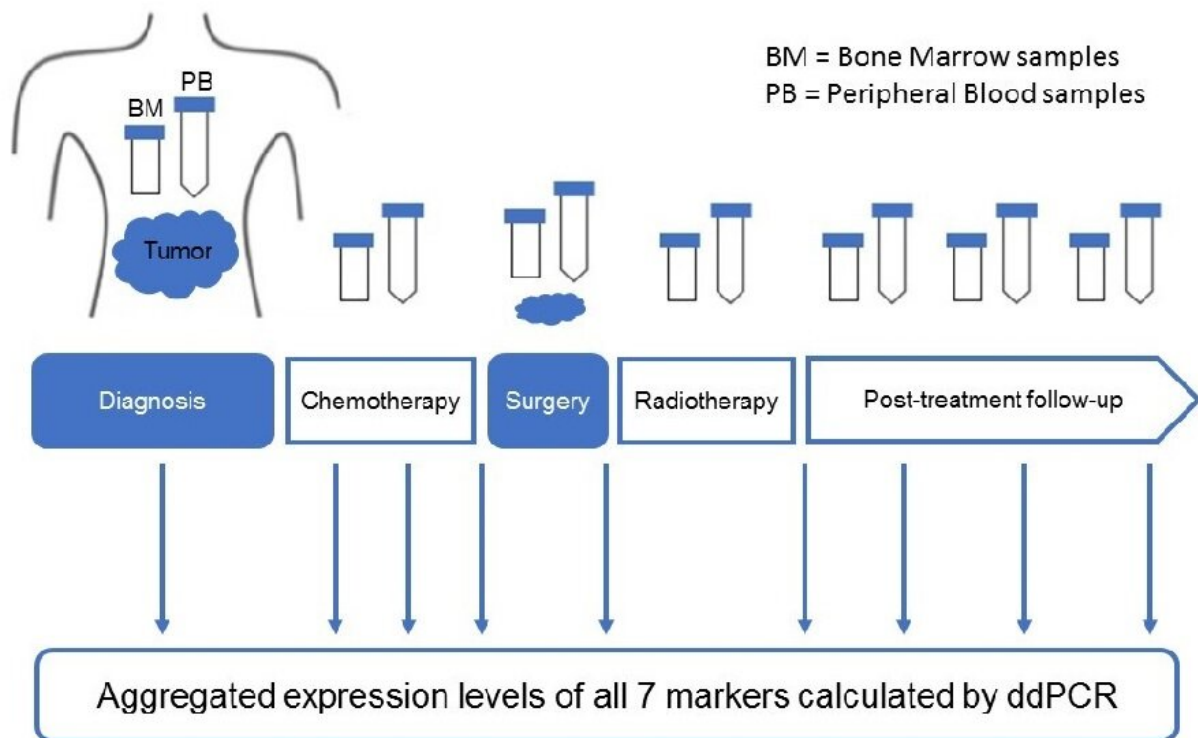 BM = Bone Marrow samples
PB = Peripheral Blood samples
PB
BM
Tumor
Diagnosis
Chemotherapy
Surgery
Radiotherapy
Post-treatment follow-up
Aggregated expression levels of all 7 markers calculated by ddPCR